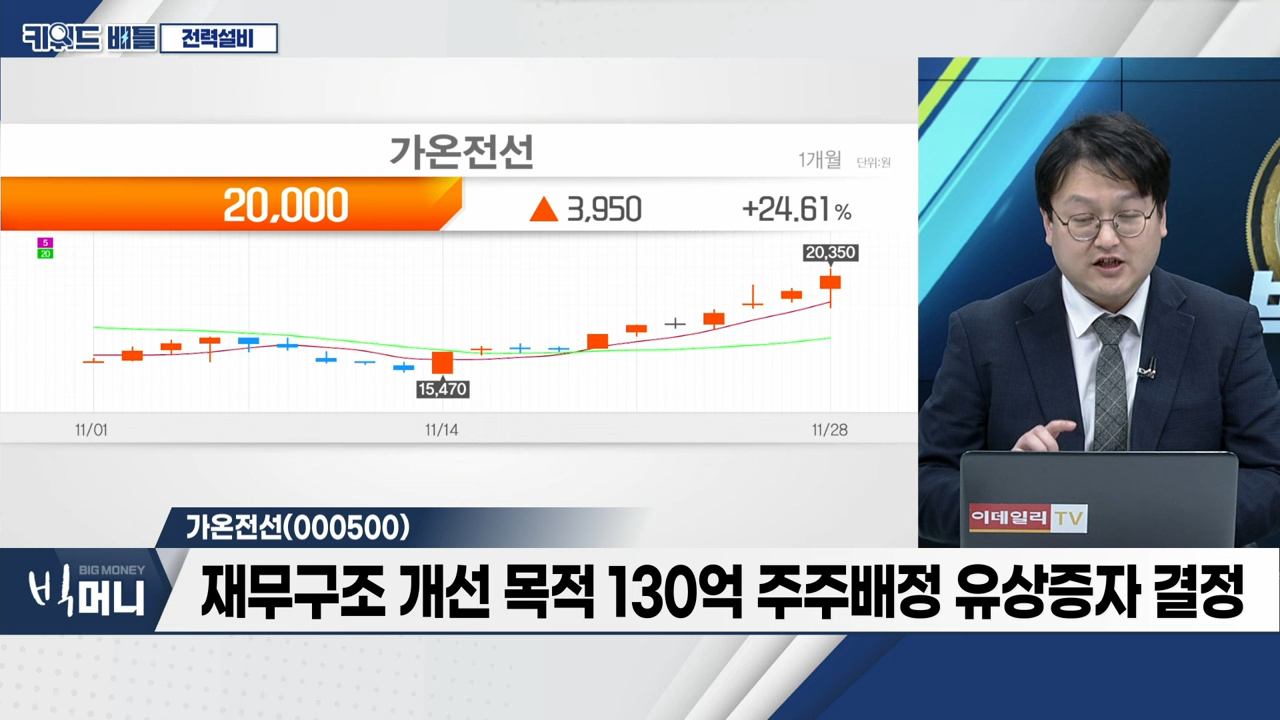 키워드 배틀 전력설비
가온전선
1개월 단위:원
20,000 ▲ 3,950 +24.61%
5
20
20,350
15,470
11/01 11/14 11/28
이데일리TV
가온전선(000500)
BIG MONEY
빅머니
재무구조 개선 목적 130억 주주배정 유상증자 결정